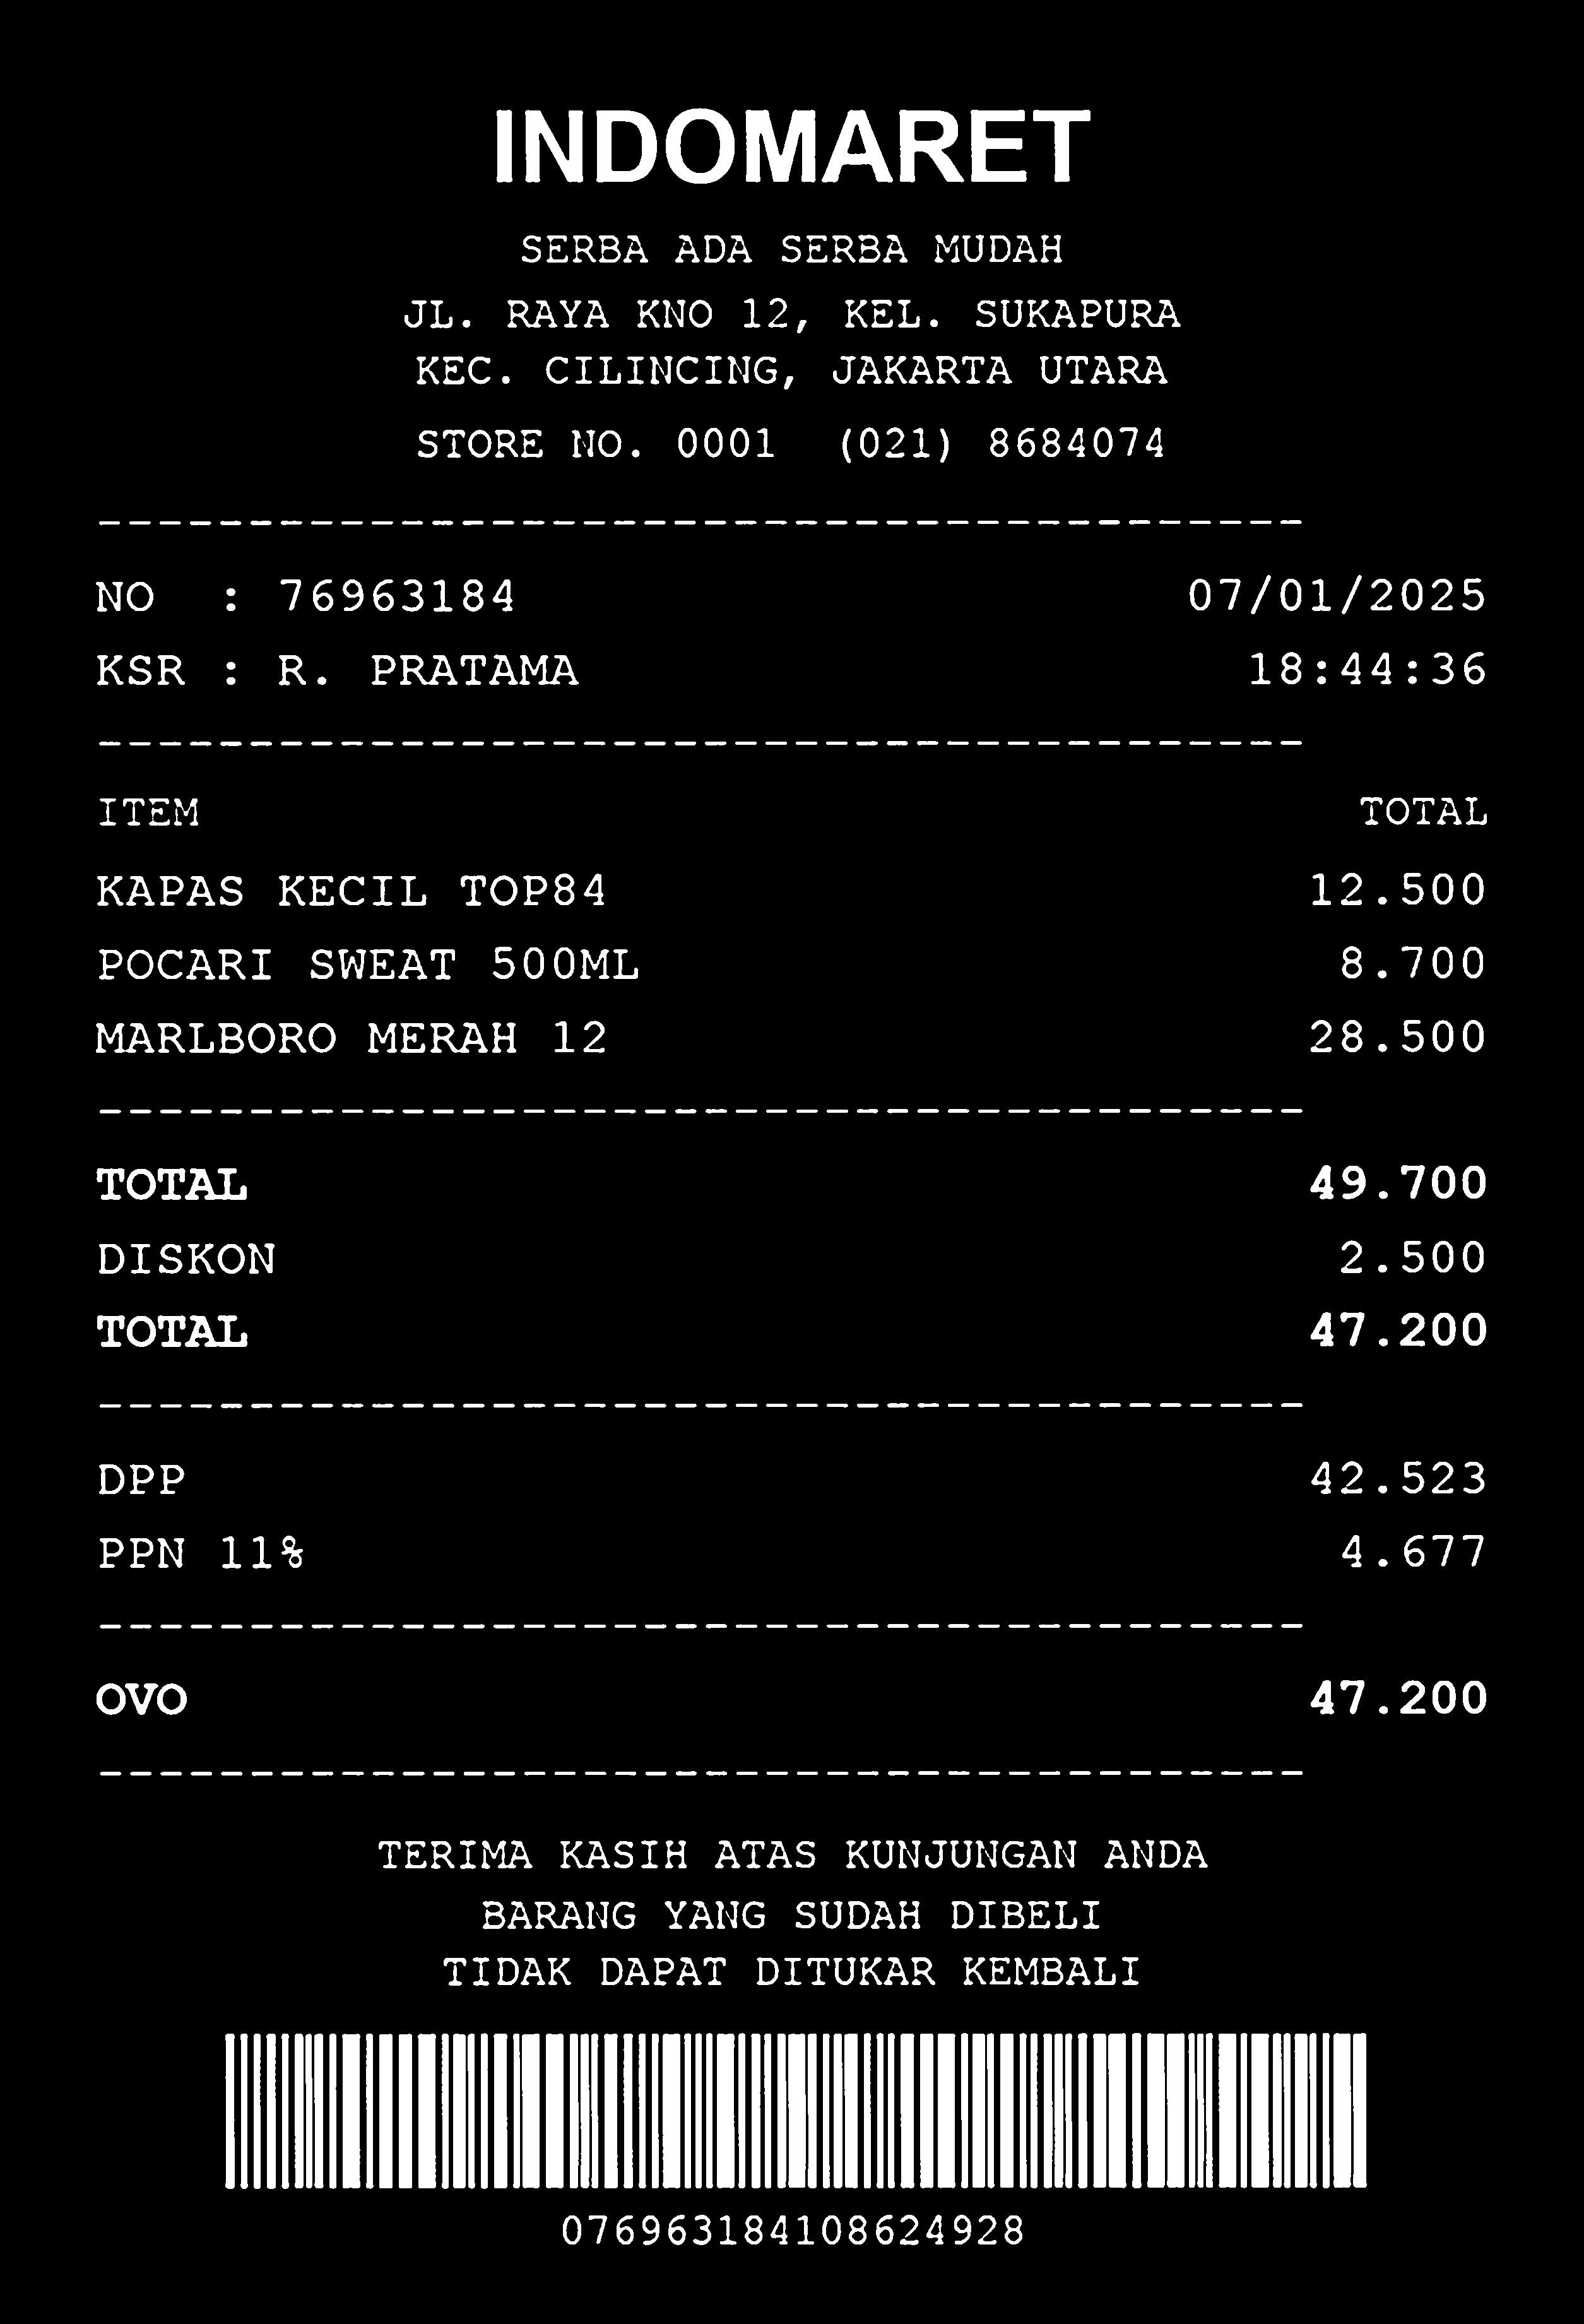 INDOMARET
SERBA ADA SERBA MUDAH
JL. RAYA KNO 12, KEL. SUKAPURA
KEC. CILINCING, JAKARTA UTARA
STORE NO. 0001 (021) 8684074
----------------------------------------
NO : 76963184 07/01/2025
KSR : R. PRATAMA 18:44:36
----------------------------------------
ITEM TOTAL
KAPAS KECIL TOP84 12.500
POCARI SWEAT 500ML 8.700
MARLBORO MERAH 12 28.500
----------------------------------------
TOTAL 49.700
DISKON 2.500
TOTAL 47.200
----------------------------------------
DPP 42.523
PPN 11% 4.677
----------------------------------------
OVO 47.200
----------------------------------------
TERIMA KASIH ATAS KUNJUNGAN ANDA
BARANG YANG SUDAH DIBELI
TIDAK DAPAT DITUKAR KEMBALI
076963184108624928